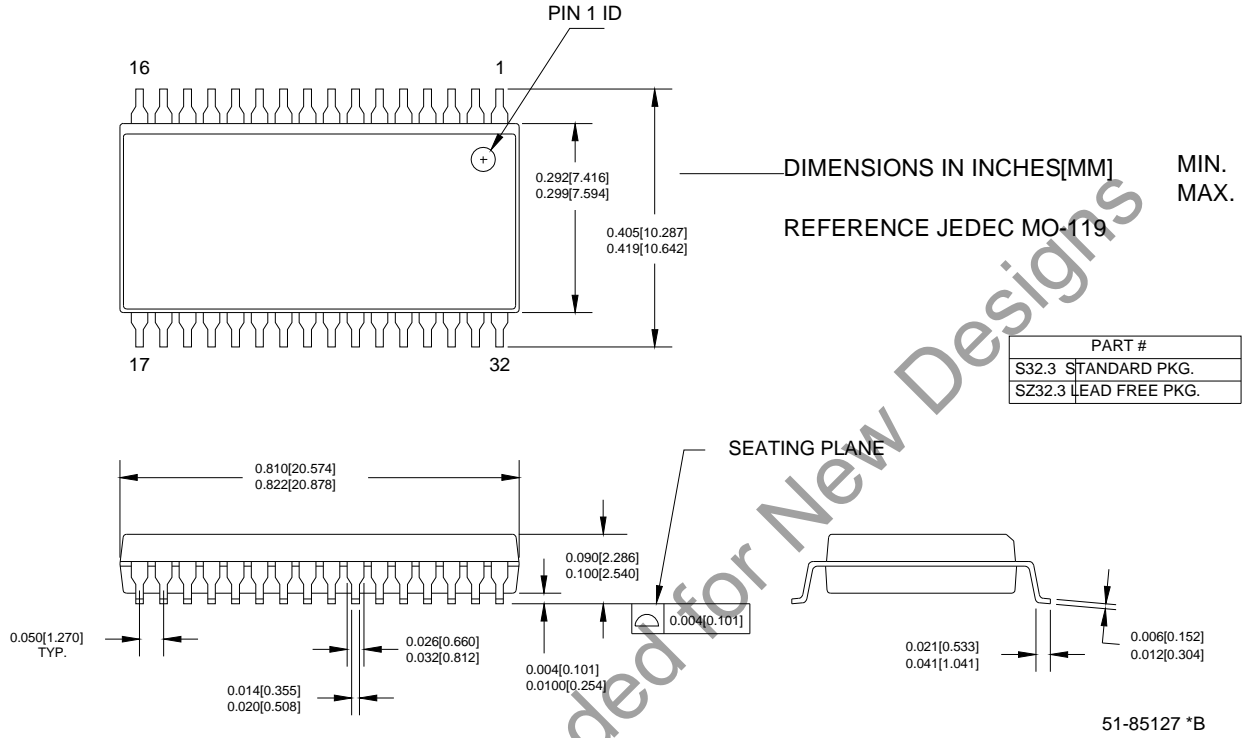 PIN 1 ID
16
1
0.292[7.416]
0.299[7.594]
DIMENSIONS IN INCHES[MM]
MIN.
MAX.
REFERENCE JEDEC MO-119
0.405[10.287]
0.419[10.642]
17
32
PART #
S32.3 STANDARD PKG.
SZ32.3 LEAD FREE PKG.
SEATING PLANE
0.810[20.574]
0.822[20.878]
0.090[2.286]
0.100[2.540]
0.004[0.101]
0.050[1.270]
TYP.
0.026[0.660]
0.032[0.812]
0.014[0.355]
0.020[0.508]
0.004[0.101]
0.0100[0.254]
0.021[0.533]
0.041[1.041]
0.006[0.152]
0.012[0.304]
51-85127 *B
ded for New Designs